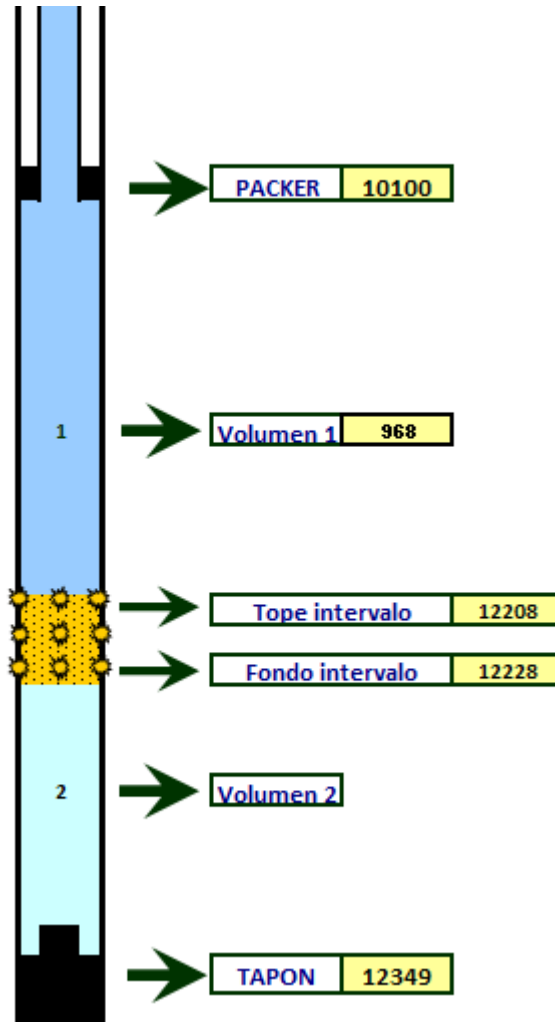 PACKER 10100
1
Volumen 1 968
Tope intervalo 12208
Fondo intervalo 12228
2
Volumen 2
TAPON 12349